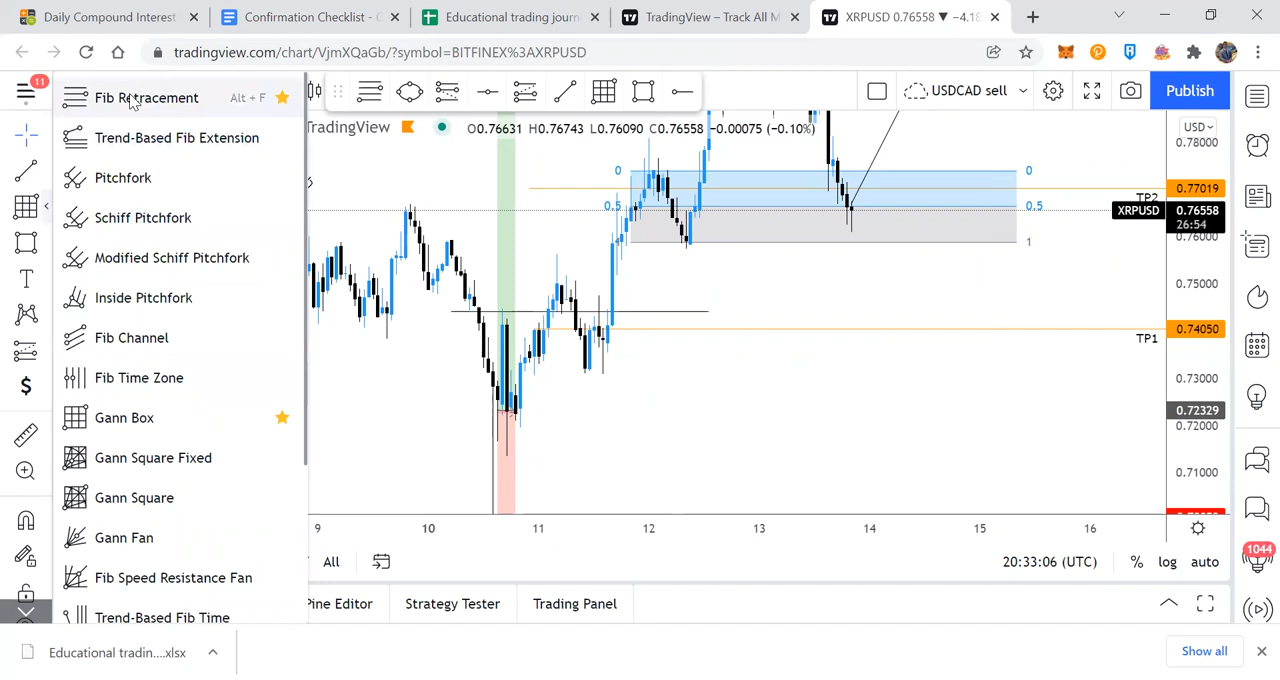 Daily Compound Interest
Confirmation Checklist - G
Educational trading journ
TradingView – Track All M
XRPUSD 0.76558 ▼ −4.18
tradingview.com/chart/VjmXQaGb/?symbol=BITFINEX%3AXRPUSD
11
Fib Retracement Alt + F
Trend-Based Fib Extension
Pitchfork
Schiff Pitchfork
Modified Schiff Pitchfork
Inside Pitchfork
Fib Channel
Fib Time Zone
Gann Box
Gann Square Fixed
Gann Square
Gann Fan
Fib Speed Resistance Fan
Trend-Based Fib Time
USDCAD sell
Publish
TradingView
O0.76631 H0.76743 L0.76090 C0.76558 −0.00075 (−0.10%)
USD
0.78000
0 0
0.77019
TP2
0.5 0.5
XRPUSD 0.76558
26:54
0.76000
1
0.75000
0.74050
TP1
0.73000
0.72329
0.72000
0.71000
9 10 11 12 13 14 15 16
All
20:33:06 (UTC) % log auto
Pine Editor Strategy Tester Trading Panel
1044
Educational tradin....xlsx
Show all